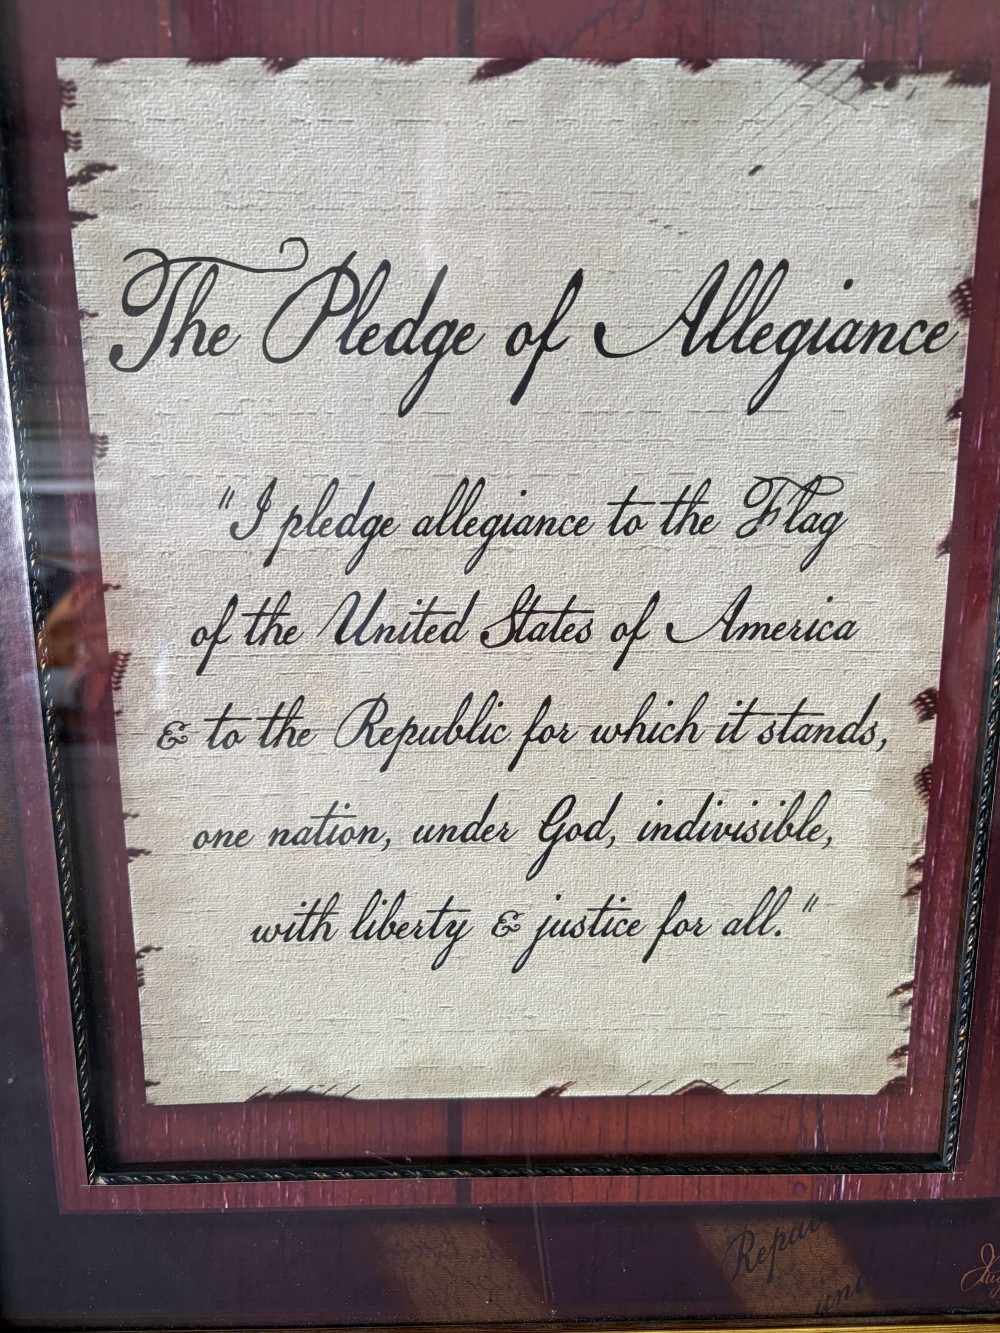 The Pledge of Allegiance
"I pledge allegiance to the Flag
of the United States of America
& to the Republic for which it stands,
one nation, under God, indivisible,
with liberty & justice for all."